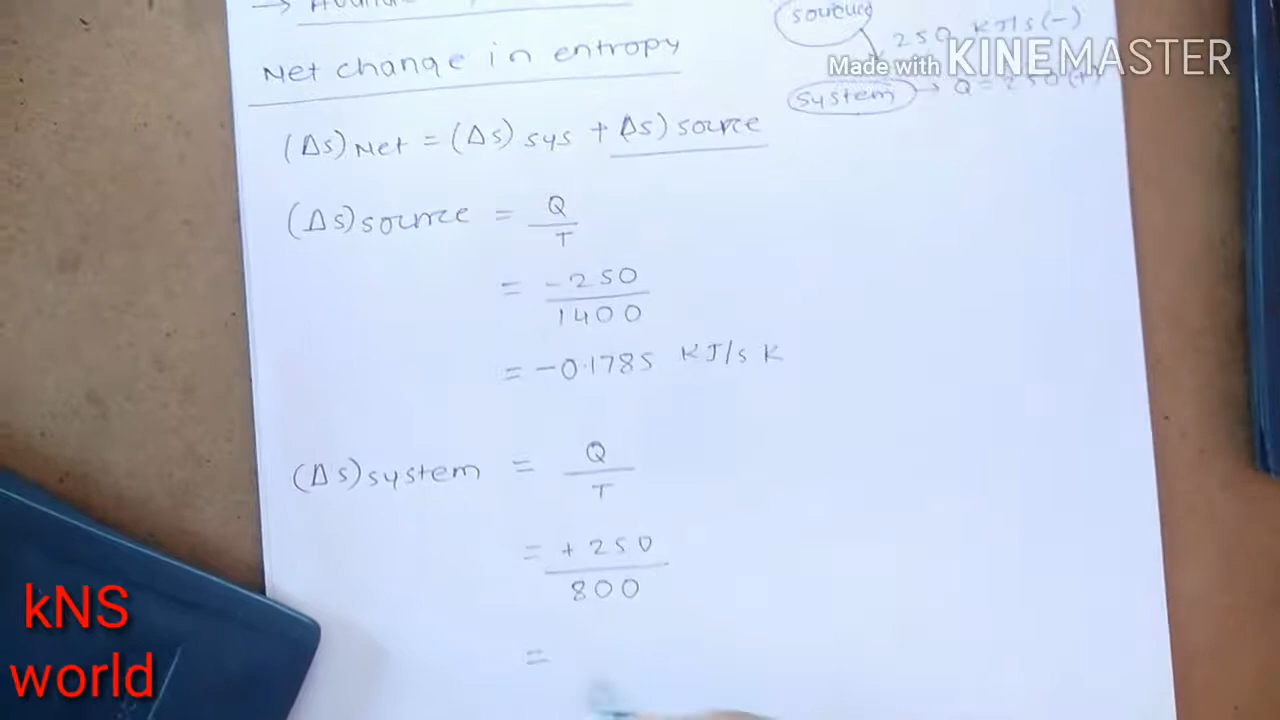 Net change in entropy
(Δs) Net = (Δs) sys + Δs) source
(Δs) source = Q
T
= -250
1400
= -0.1785 KJ/s K
(Δs) system = Q
T
= +250
800
=
250 KJ/s (-)
Made with KINEMASTER
system → Q = 250 (+)
kNS
world